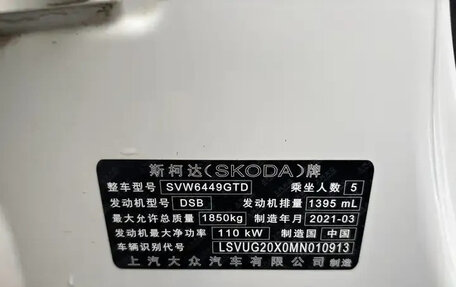 斯柯达(SKODA)牌
整车型号 SVW6449GTD 乘坐人数 5
发动机型号 DSB 发动机排量 1395 mL
最大允许总质量 1850kg 制造年月 2021-03
发动机最大净功率 110 kW 制造国 中国
车辆识别代号 LSVUG20X0MN010913
上汽大众汽车有限公司 制造